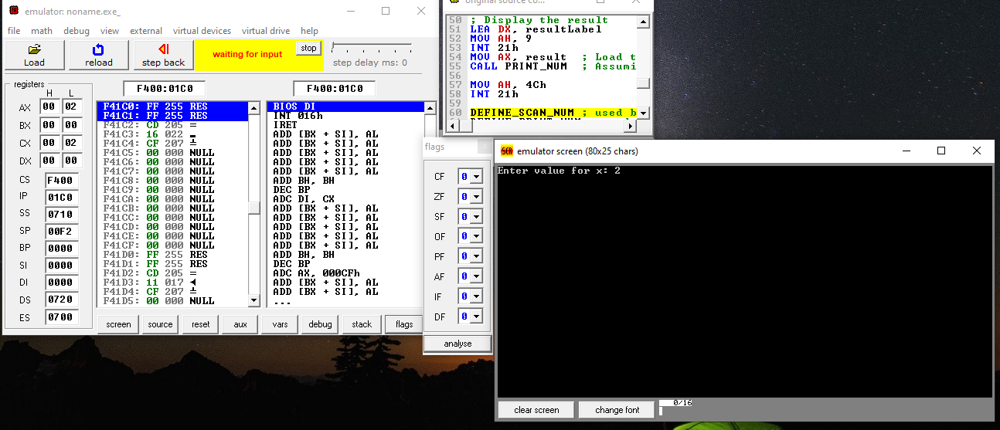 emulator: noname.exe_
file math debug view external virtual devices virtual drive help
Load reload step back waiting for input stop step delay ms: 0
registers
H L
AX 00 02
BX 00 00
CX 00 02
DX 00 00
CS F400
IP 01C0
SS 0710
SP 00F2
BP 0000
SI 0000
DI 0000
DS 0720
ES 0700
F400:01C0
F41C0: FF 255 RES
F41C1: FF 255 RES
F41C2: CD 205 =
F41C3: 16 022 ▬
F41C4: CF 207 ╧
F41C5: 00 000 NULL
F41C6: 00 000 NULL
F41C7: 00 000 NULL
F41C8: 00 000 NULL
F41C9: 00 000 NULL
F41CA: 00 000 NULL
F41CB: 00 000 NULL
F41CC: 00 000 NULL
F41CD: 00 000 NULL
F41CE: 00 000 NULL
F41CF: 00 000 NULL
F41D0: FF 255 RES
F41D1: FF 255 RES
F41D2: CD 205 =
F41D3: 11 017 ◄
F41D4: CF 207 ╧
F41D5: 00 000 NULL
F400:01C0
BIOS DI
INT 016h
IRET
ADD [BX + SI], AL
ADD [BX + SI], AL
ADD [BX + SI], AL
ADD [BX + SI], AL
ADD [BX + SI], AL
ADD BH, BH
DEC BP
ADC DI, CX
ADD [BX + SI], AL
ADD [BX + SI], AL
ADD [BX + SI], AL
ADD [BX + SI], AL
ADD [BX + SI], AL
ADD BH, BH
DEC BP
ADC AX, 000CFh
ADD [BX + SI], AL
ADD [BX + SI], AL
...
screen source reset aux vars debug stack flags
original source co...
50 ; Display the result
51 LEA DX, resultLabel
52 MOV AH, 9
53 INT 21h
54 MOV AX, result ; Load t
55 CALL PRINT_NUM ; Assumi
56
57 MOV AH, 4Ch
58 INT 21h
59
60 DEFINE_SCAN_NUM ; used b
flags
CF 0
ZF 0
SF 0
OF 0
PF 0
AF 0
IF 0
DF 0
analyse
SCR emulator screen (80x25 chars)
Enter value for x: 2
clear screen change font 0/16